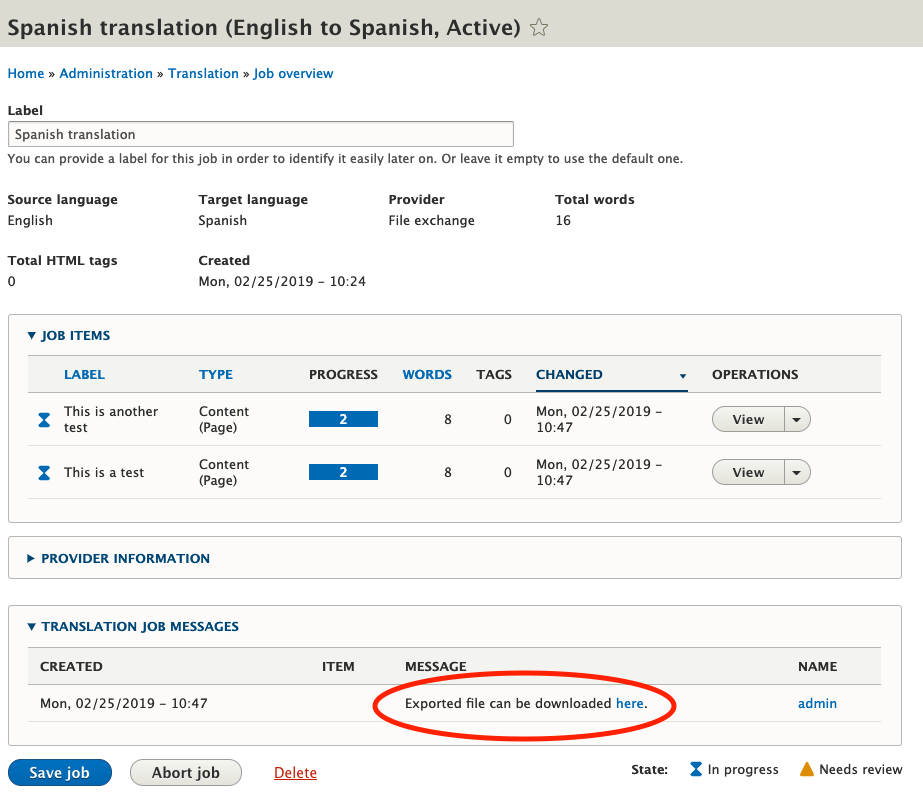 Spanish translation (English to Spanish, Active)
Home » Administration » Translation » Job overview
Label
Spanish translation
You can provide a label for this job in order to identify it easily later on. Or leave it empty to use the default one.
Source language Target language Provider Total words
English Spanish File exchange 16
Total HTML tags Created
0 Mon, 02/25/2019 - 10:24
JOB ITEMS
LABEL TYPE PROGRESS WORDS TAGS CHANGED OPERATIONS
This is another test Content (Page) 2 8 0 Mon, 02/25/2019 - 10:47 View
This is a test Content (Page) 2 8 0 Mon, 02/25/2019 - 10:47 View
PROVIDER INFORMATION
TRANSLATION JOB MESSAGES
CREATED ITEM MESSAGE NAME
Mon, 02/25/2019 - 10:47 Exported file can be downloaded here. admin
Save job Abort job Delete State: In progress Needs review